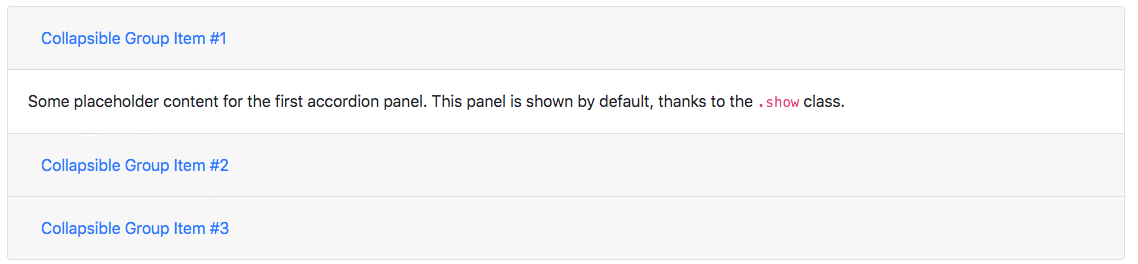 Collapsible Group Item #1
Some placeholder content for the first accordion panel. This panel is shown by default, thanks to the .show class.
Collapsible Group Item #2
Collapsible Group Item #3